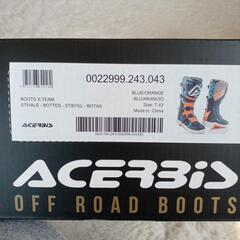 0022999.243.043
BOOTS X-TEAM
STIVALE - BOTTES - STIEFEL - BOTAS
BLUE/ORANGE
BLU/ARANCIO
Size: T.43
Made in: China
ACERBIS
ACERBIS
OFF ROAD BOOTS